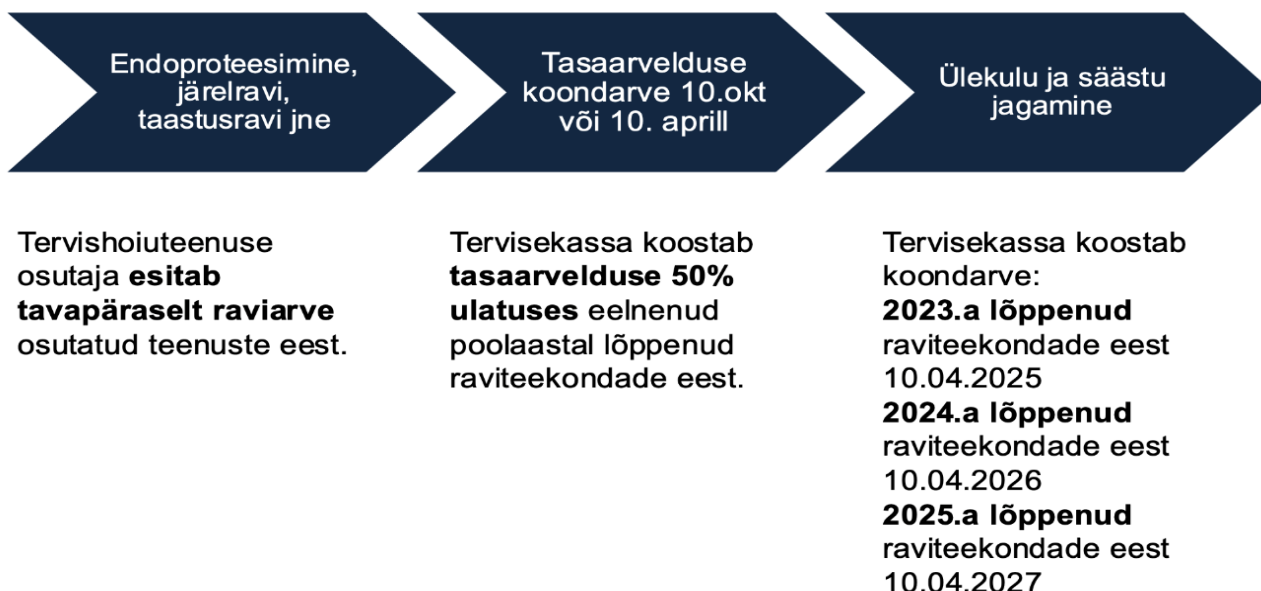 Endoproteesimine,
järelravi,
taastusravi jne
Tasaarvelduse
koondarve 10.okt
või 10. aprill
Ülekulu ja säästu
jagamine
Tervishoiuteenuse
osutaja esitab
tavapäraselt raviarve
osutatud teenuste eest.
Tervisekassa koostab
tasaarvelduse 50%
ulatuses eelnenud
poolaastal lõppenud
raviteekondade eest.
Tervisekassa koostab
koondarve:
2023.a lõppenud
raviteekondade eest
10.04.2025
2024.a lõppenud
raviteekondade eest
10.04.2026
2025.a lõppenud
raviteekondade eest
10.04.2027